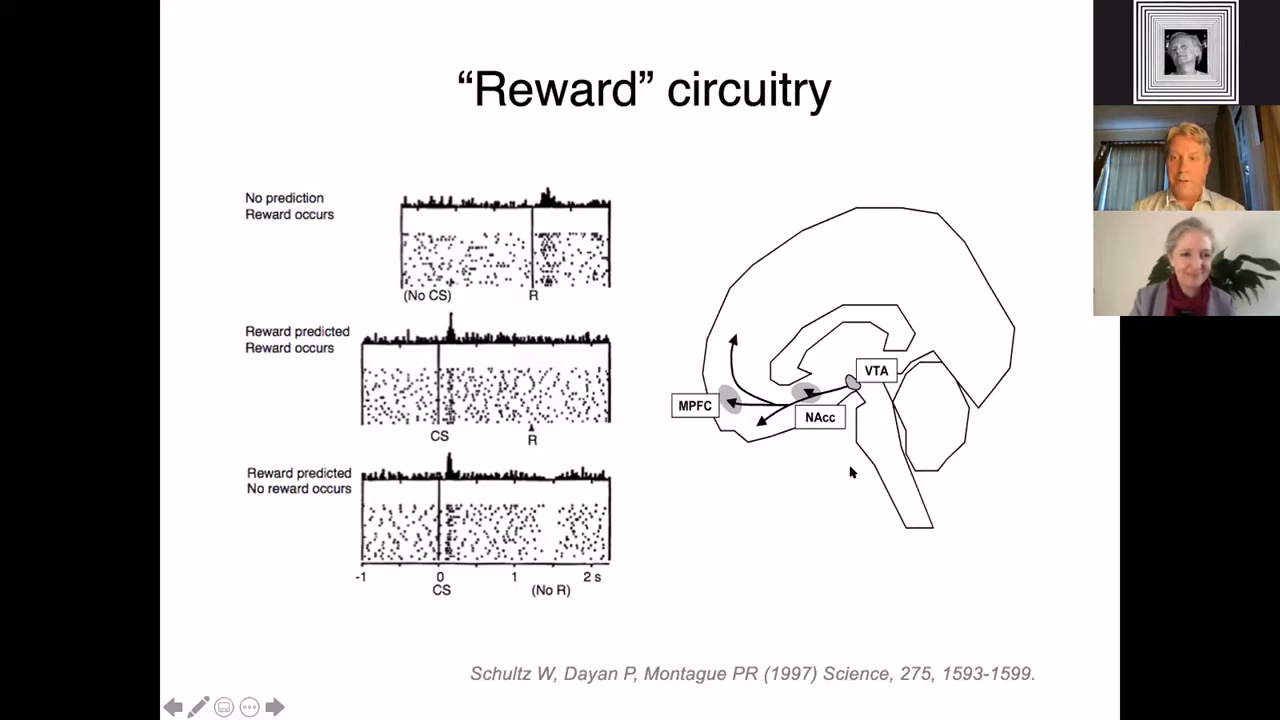 “Reward” circuitry
No prediction
Reward occurs
(No CS)
R
Reward predicted
Reward occurs
CS
R
Reward predicted
No reward occurs
-1
0
1
2 s
CS
(No R)
MPFC
NAcc
VTA
Schultz W, Dayan P, Montague PR (1997) Science, 275, 1593-1599.